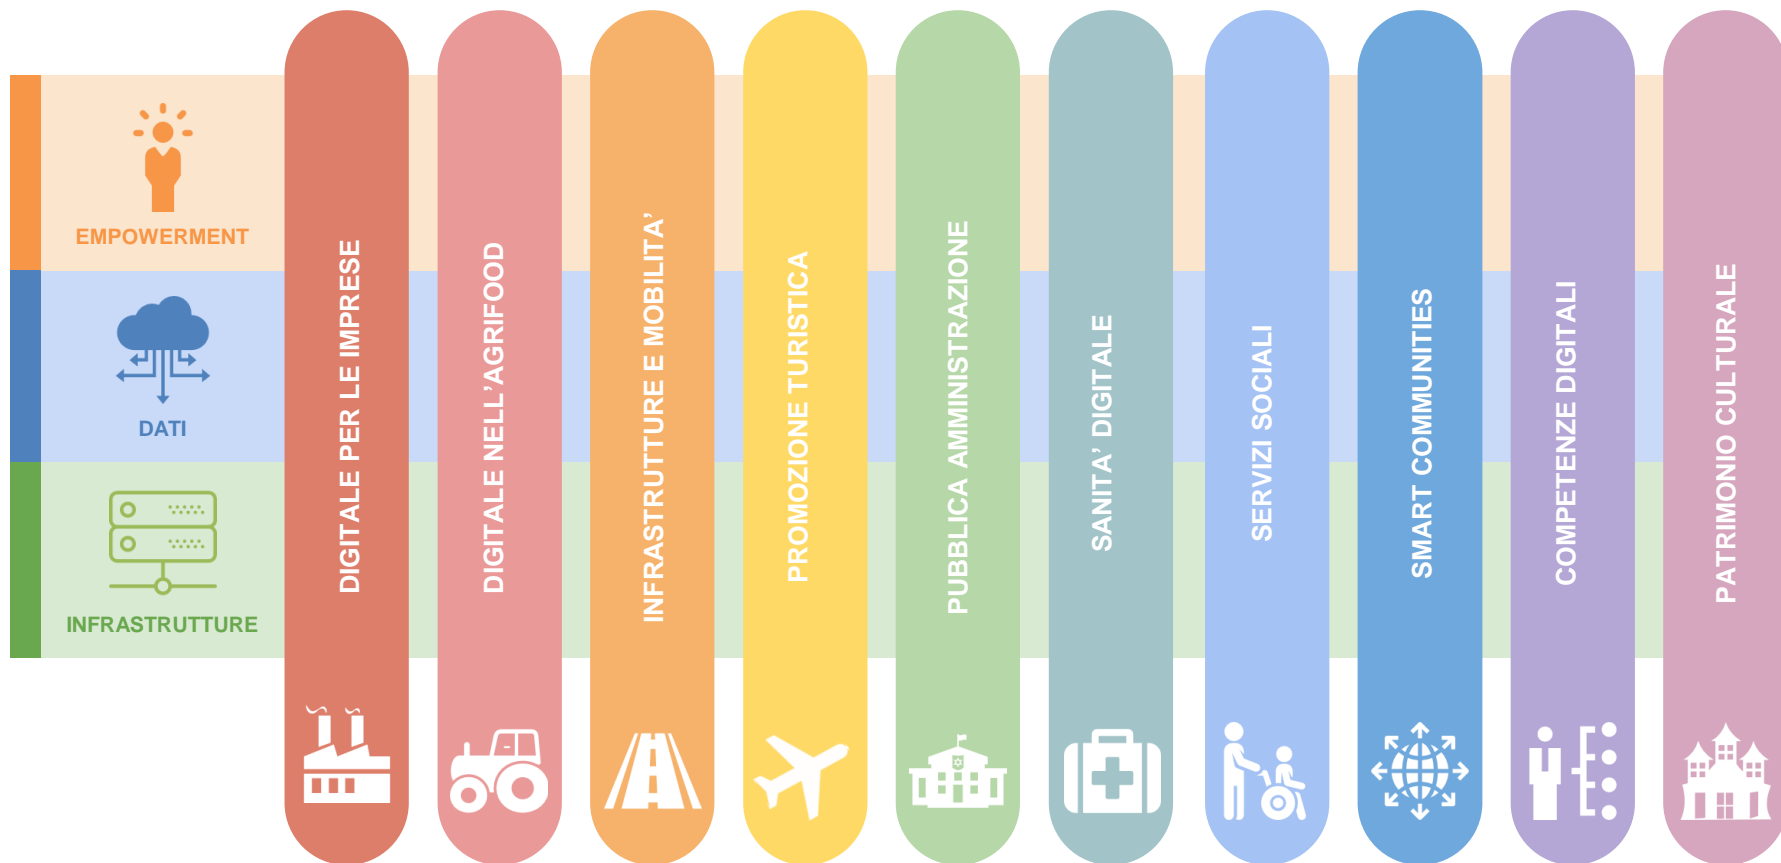 EMPOWERMENT
DATI
INFRASTRUTTURE
DIGITALE PER LE IMPRESE
DIGITALE NELL'AGRIFOOD
INFRASTRUTTURE E MOBILITA'
PROMOZIONE TURISTICA
PUBBLICA AMMINISTRAZIONE
SANITA' DIGITALE
SERVIZI SOCIALI
SMART COMMUNITIES
COMPETENZE DIGITALI
PATRIMONIO CULTURALE